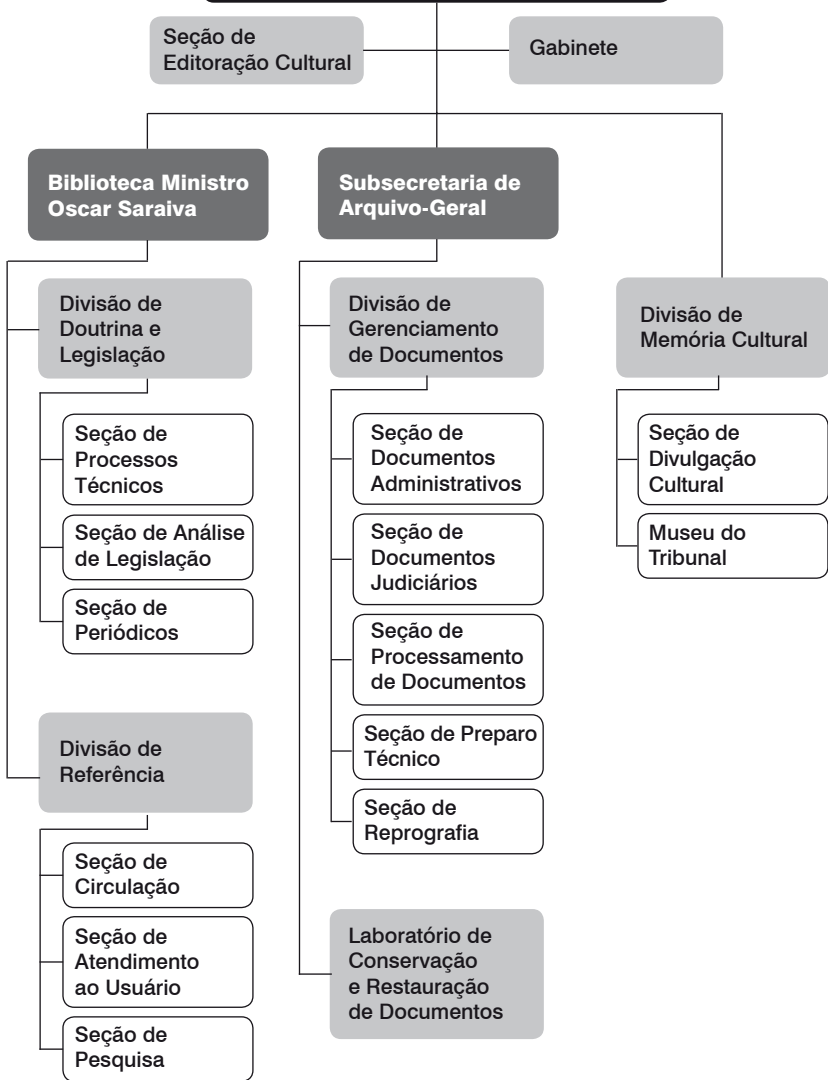 Seção de
Editoração Cultural
Gabinete
Biblioteca Ministro
Oscar Saraiva
Subsecretaria de
Arquivo-Geral
Divisão de
Doutrina e
Legislação
Seção de
Processos
Técnicos
Seção de Análise
de Legislação
Seção de
Periódicos
Divisão de
Referência
Seção de
Circulação
Seção de
Atendimento
ao Usuário
Seção de
Pesquisa
Divisão de
Gerenciamento
de Documentos
Seção de
Documentos
Administrativos
Seção de
Documentos
Judiciários
Seção de
Processamento
de Documentos
Seção de Preparo
Técnico
Seção de
Reprografia
Laboratório de
Conservação
e Restauração
de Documentos
Divisão de
Memória Cultural
Seção de
Divulgação
Cultural
Museu do
Tribunal